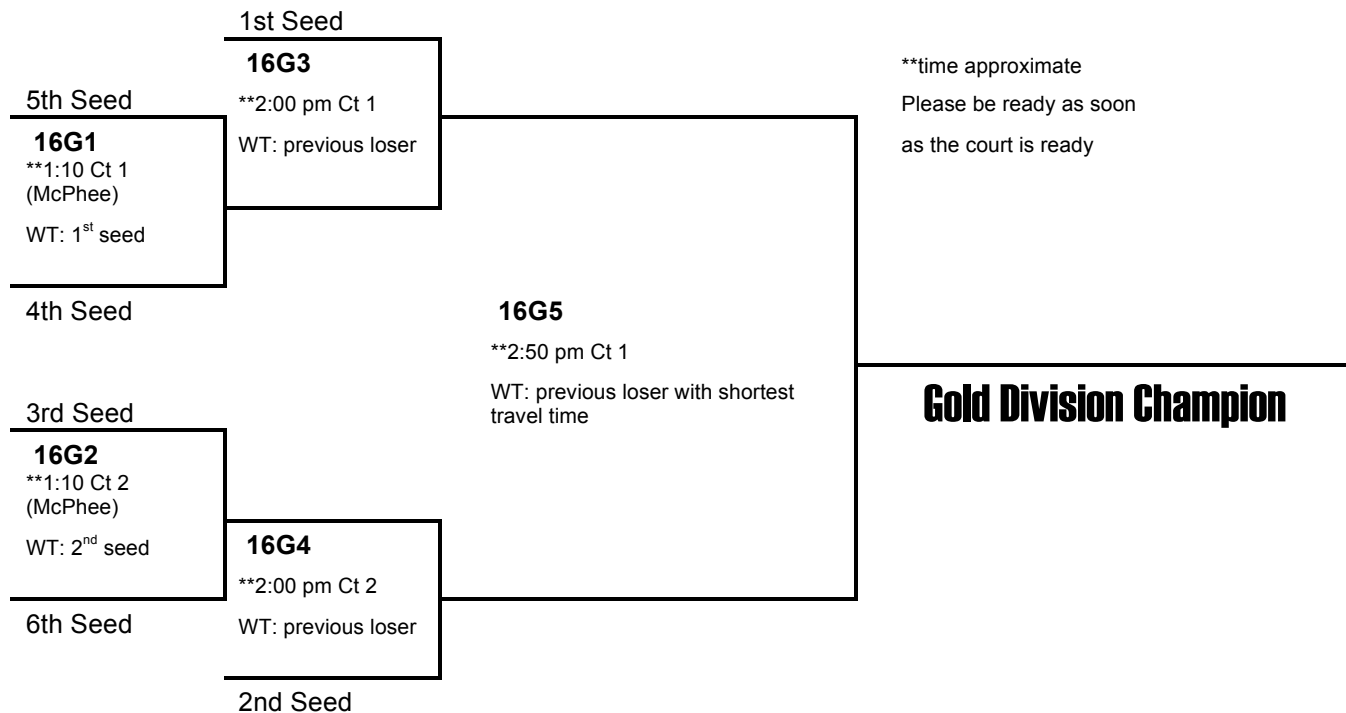 1st Seed
16G3
**2:00 pm Ct 1
WT: previous loser
**time approximate
Please be ready as soon
as the court is ready
5th Seed
16G1
**1:10 Ct 1
(McPhee)
WT: 1st seed
4th Seed
16G5
**2:50 pm Ct 1
WT: previous loser with shortest
travel time
Gold Division Champion
3rd Seed
16G2
**1:10 Ct 2
(McPhee)
WT: 2nd seed
6th Seed
16G4
**2:00 pm Ct 2
WT: previous loser
2nd Seed